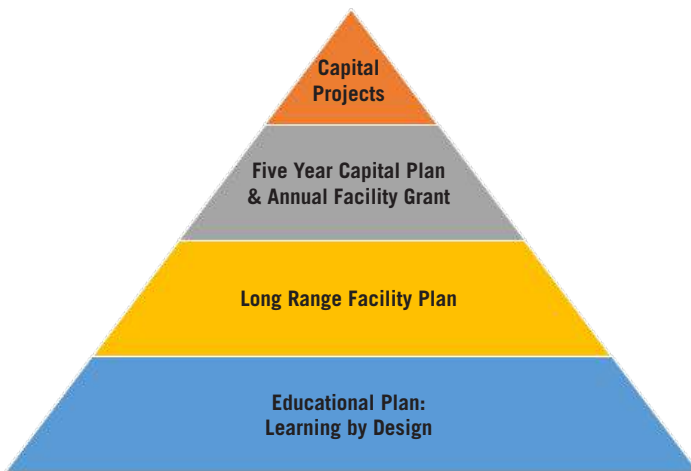 Capital
Projects
Five Year Capital Plan
& Annual Facility Grant
Long Range Facility Plan
Educational Plan:
Learning by Design